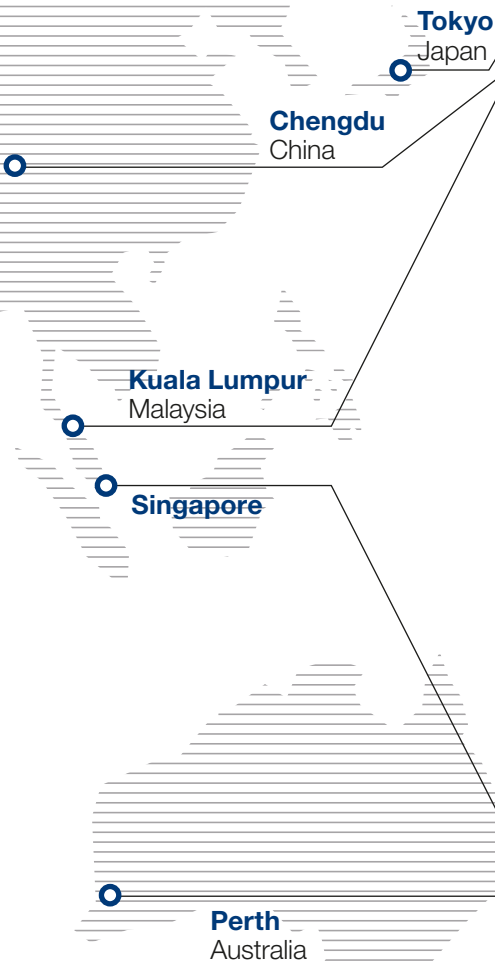 Tokyo
Japan
Chengdu
China
Kuala Lumpur
Malaysia
Singapore
Perth
Australia